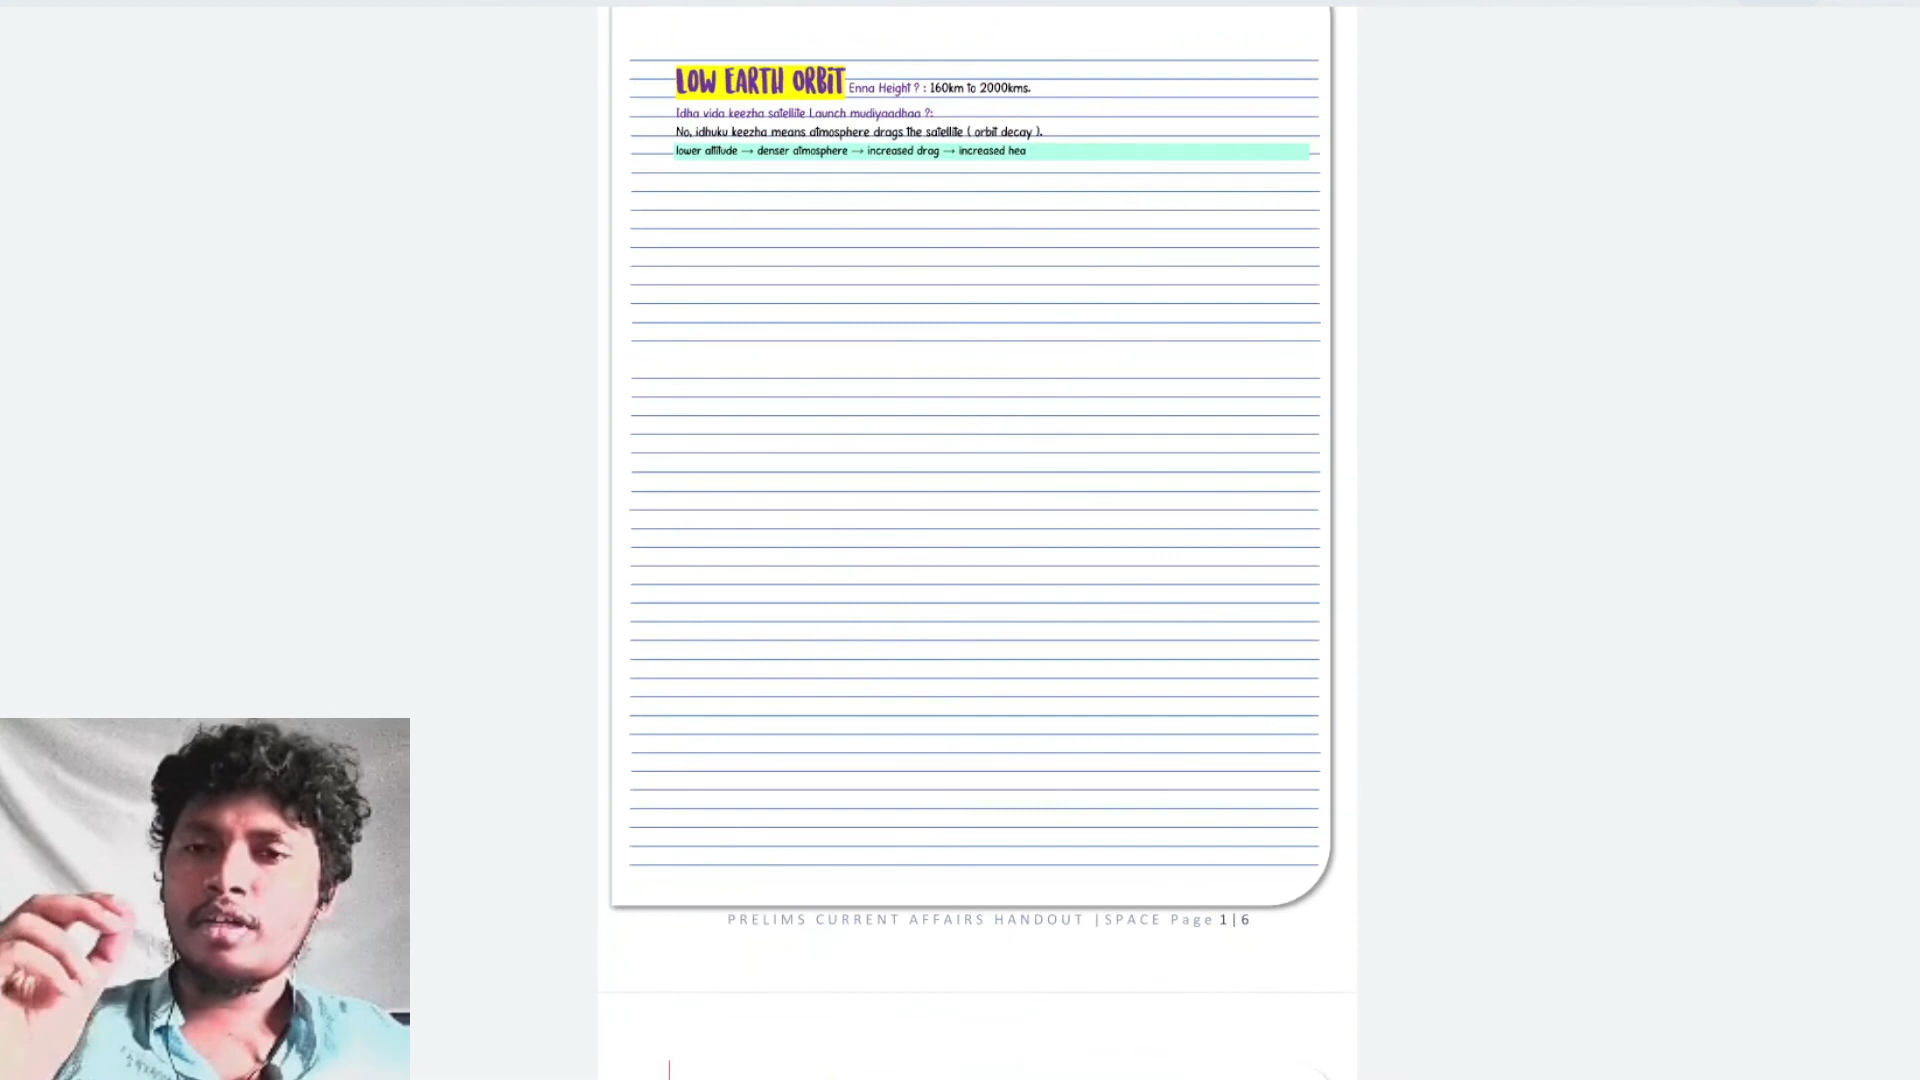 LOW EARTH ORBIT Enna Height ? : 160km to 2000kms.
Idha vida keezha satellite Launch mudiyaadhaa ?:
No, idhuku keezha means atmosphere drags the satellite ( orbit decay ).
lower altitude → denser atmosphere → increased drag → increased hea
PRELIMS CURRENT AFFAIRS HANDOUT |SPACE Page 1|6